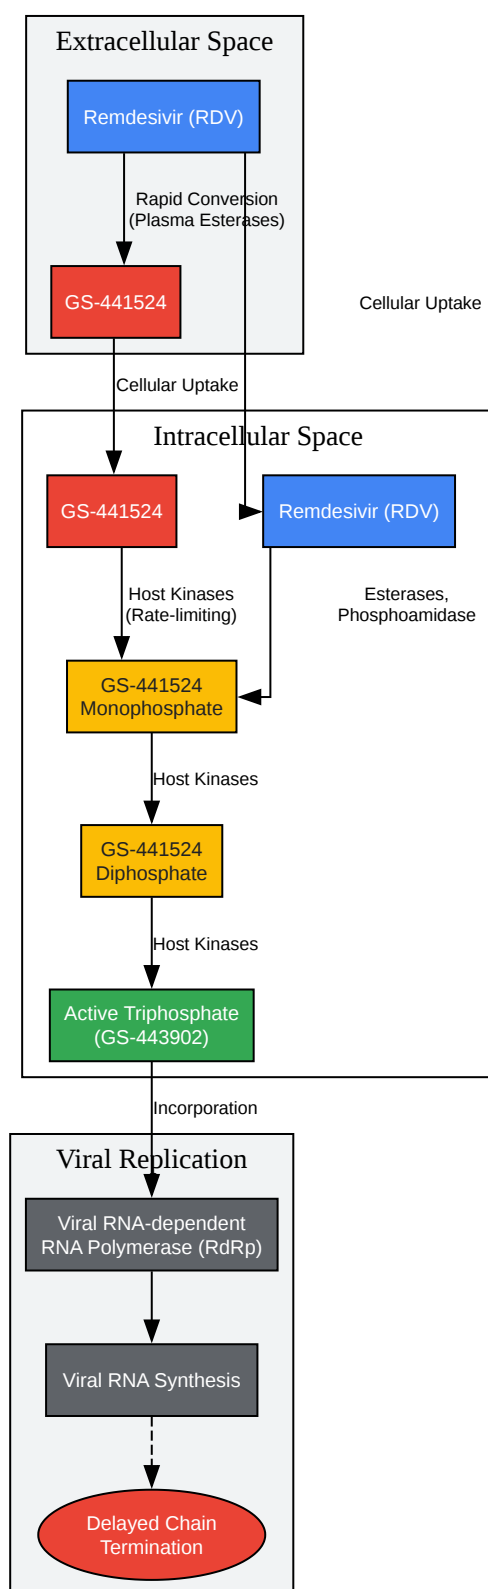 Extracellular Space
Remdesivir (RDV)
Rapid Conversion
(Plasma Esterases)
GS-441524
Cellular Uptake
Cellular Uptake
Intracellular Space
GS-441524
Remdesivir (RDV)
Host Kinases
(Rate-limiting)
Esterases,
Phosphoamidase
GS-441524
Monophosphate
Host Kinases
GS-441524
Diphosphate
Host Kinases
Active Triphosphate
(GS-443902)
Incorporation
Viral Replication
Viral RNA-dependent
RNA Polymerase (RdRp)
Viral RNA Synthesis
Delayed Chain
Termination